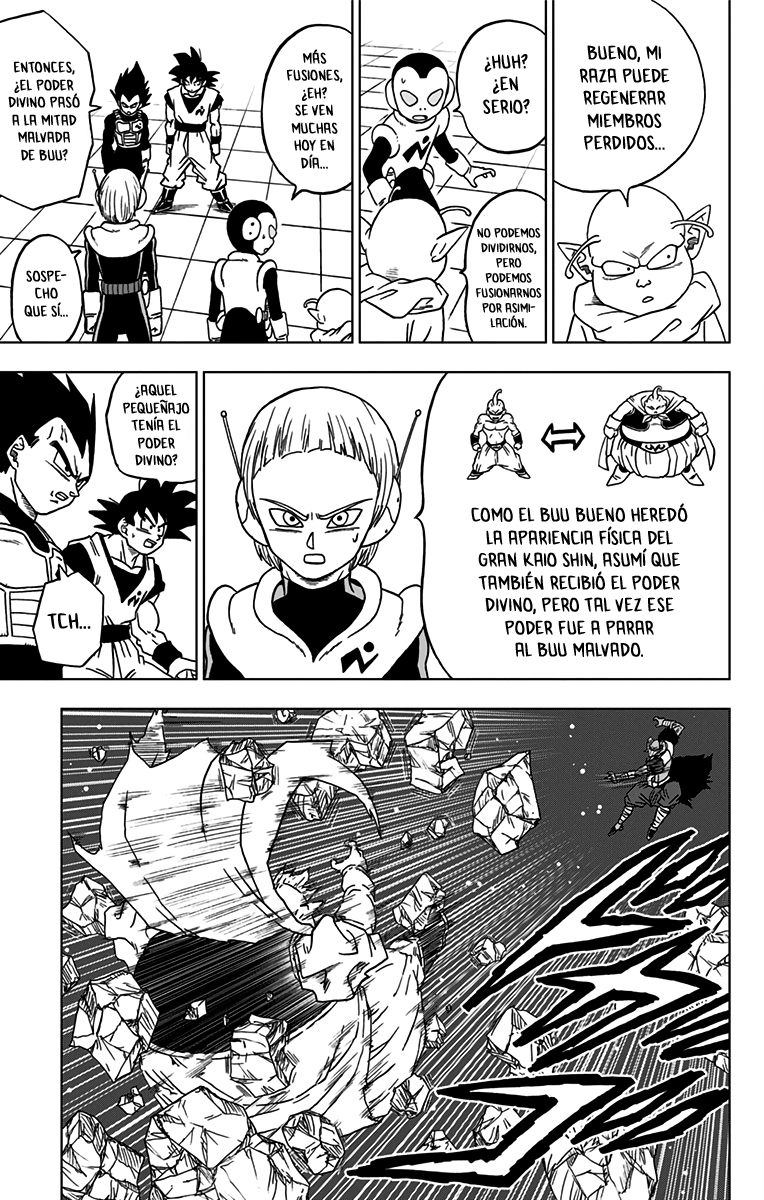 BUENO, MI
RAZA PUEDE
REGENERAR
MIEMBROS
PERDIDOS...
¿HUH?
¿EN
SERIO?
NO PODEMOS
DIVIDIRNOS,
PERO
PODEMOS
FUSIONARNOS
POR ASIMI-
LACIÓN.
MÁS
FUSIONES,
¿EH?
SE VEN
MUCHAS
HOY EN
DÍA...
ENTONCES,
¿EL PODER
DIVINO PASÓ
A LA MITAD
MALVADA
DE BUU?
SOSPE-
CHO
QUE SÍ...
COMO EL BUU BUENO HEREDÓ
LA APARIENCIA FÍSICA DEL
GRAN KAIO SHIN, ASUMÍ QUE
TAMBIÉN RECIBIÓ EL PODER
DIVINO, PERO TAL VEZ ESE
PODER FUE A PARAR
AL BUU MALVADO.
¿AQUEL
PEQUEÑAJO
TENÍA EL
PODER
DIVINO?
TCH...